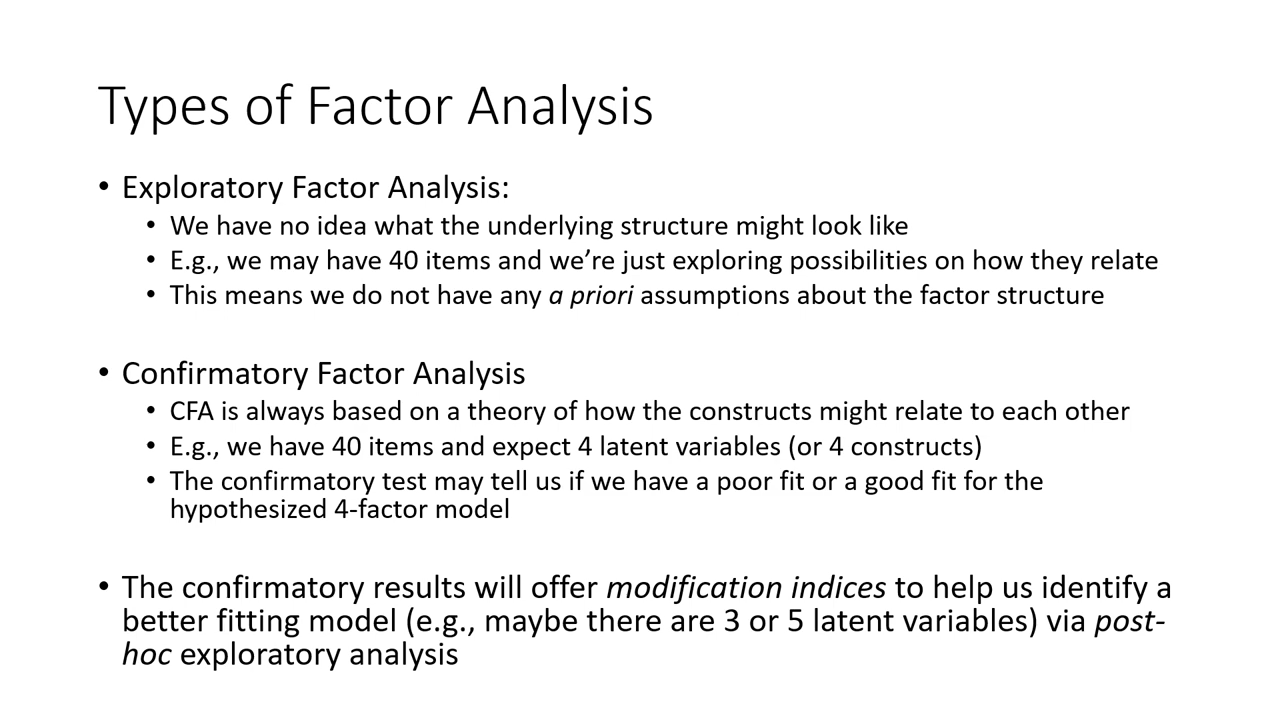 Types of Factor Analysis
• Exploratory Factor Analysis:
• We have no idea what the underlying structure might look like
• E.g., we may have 40 items and we’re just exploring possibilities on how they relate
• This means we do not have any a priori assumptions about the factor structure
• Confirmatory Factor Analysis
• CFA is always based on a theory of how the constructs might relate to each other
• E.g., we have 40 items and expect 4 latent variables (or 4 constructs)
• The confirmatory test may tell us if we have a poor fit or a good fit for the
hypothesized 4-factor model
• The confirmatory results will offer modification indices to help us identify a
better fitting model (e.g., maybe there are 3 or 5 latent variables) via post-
hoc exploratory analysis